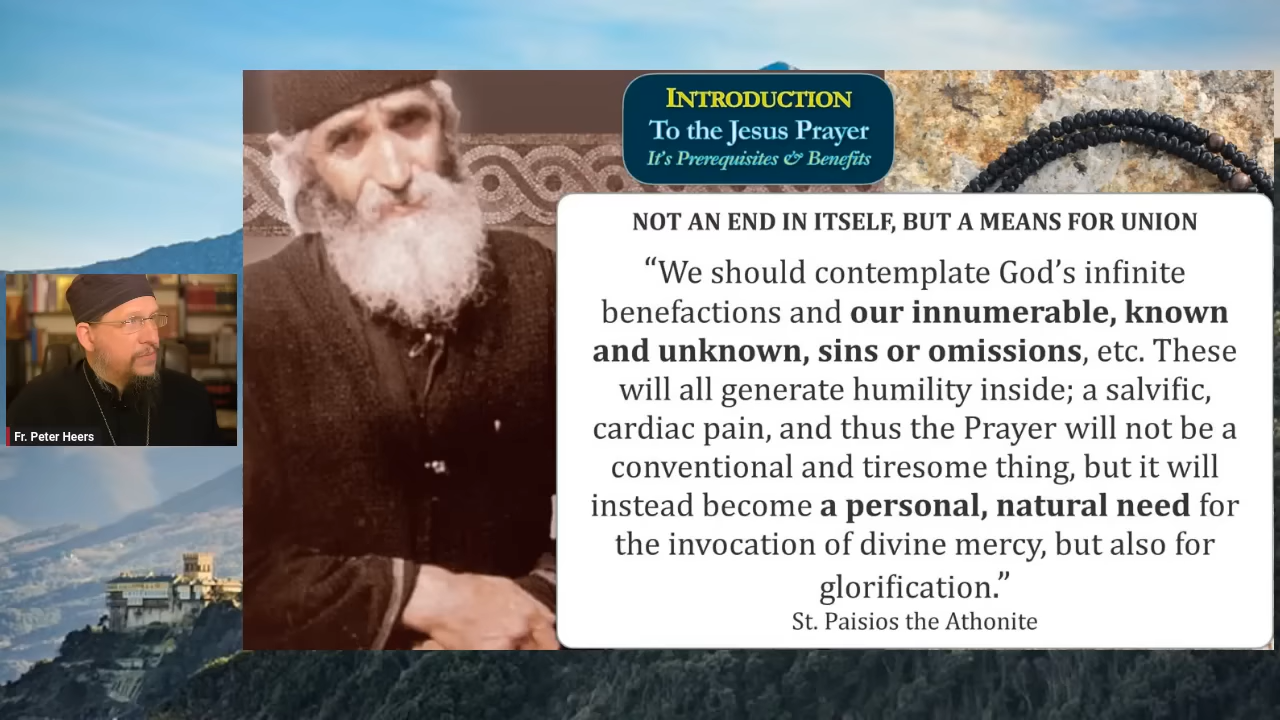 INTRODUCTION
To the Jesus Prayer
It's Prerequisites & Benefits
NOT AN END IN ITSELF, BUT A MEANS FOR UNION
“We should contemplate God’s infinite
benefactions and our innumerable, known
and unknown, sins or omissions, etc. These
will all generate humility inside; a salvific,
cardiac pain, and thus the Prayer will not be a
conventional and tiresome thing, but it will
instead become a personal, natural need for
the invocation of divine mercy, but also for
glorification.”
St. Paisios the Athonite
Fr. Peter Heers